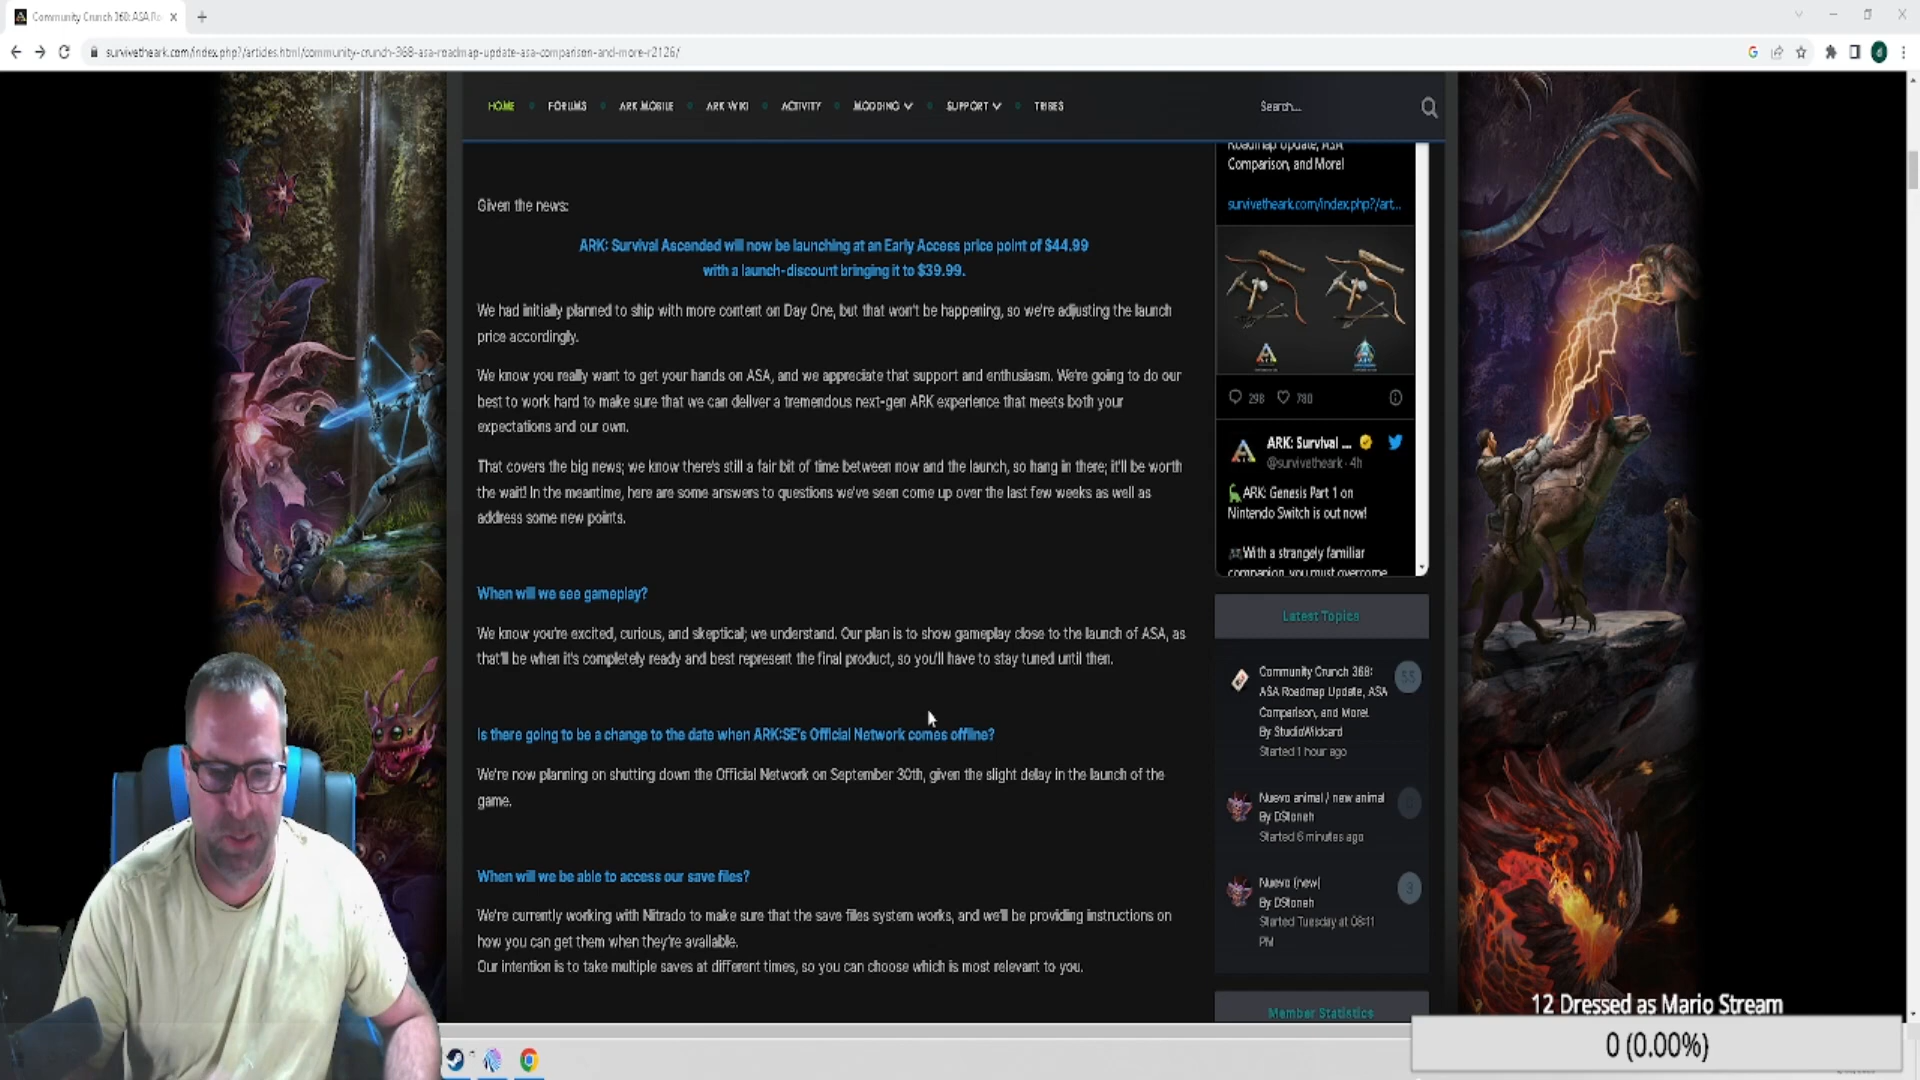 Community Crunch 368: ASA Ro
survivetheark.com/index.php?/articles.html/community-crunch-368-asa-roadmap-update-asa-comparison-and-more-r2126/
HOME FORUMS ARK MOBILE ARK WIKI ACTIVITY MODDING SUPPORT TRIBES Search...
Given the news:
ARK: Survival Ascended will now be launching at an Early Access price point of $44.99
with a launch-discount bringing it to $39.99.
We had initially planned to ship with more content on Day One, but that won't be happening, so we're adjusting the launch
price accordingly.
We know you really want to get your hands on ASA, and we appreciate that support and enthusiasm. We're going to do our
best to work hard to make sure that we can deliver a tremendous next-gen ARK experience that meets both your
expectations and our own.
That covers the big news; we know there's still a fair bit of time between now and the launch, so hang in there; it'll be worth
the wait! In the meantime, here are some answers to questions we've seen come up over the last few weeks as well as
address some new points.
When will we see gameplay?
We know you're excited, curious, and skeptical; we understand. Our plan is to show gameplay close to the launch of ASA, as
that'll be when it's completely ready and best represent the final product, so you'll have to stay tuned until then.
Is there going to be a change to the date when ARK:SE's Official Network comes offline?
We're now planning on shutting down the Official Network on September 30th, given the slight delay in the launch of the
game.
When will we be able to access our save files?
We're currently working with Nitrado to make sure that the save files system works, and we'll be providing instructions on
how you can get them when they're available.
Our intention is to take multiple saves at different times, so you can choose which is most relevant to you.
Roadmap Update, ASA
Comparison, and More!
survivetheark.com/index.php?/art...
298 780
ARK: Survival ...
@survivetheark · 4h
ARK: Genesis Part 1 on
Nintendo Switch is out now!
With a strangely familiar
companion, you must overcome
Latest Topics
Community Crunch 368:
ASA Roadmap Update, ASA
Comparison, and More!
By StudioWildcard
Started 1 hour ago
55
Nuevo animal / new animal
By DStoneh
Started 6 minutes ago
0
Nuevo (new(
By DStoneh
Started Tuesday at 08:11
PM
3
Member Statistics
12 Dressed as Mario Stream
0 (0.00%)